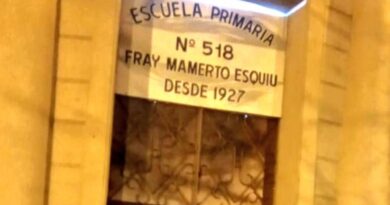 ESCUELA PRIMARIA
Nº 518
FRAY MAMERTO ESQUIU
DESDE 1927